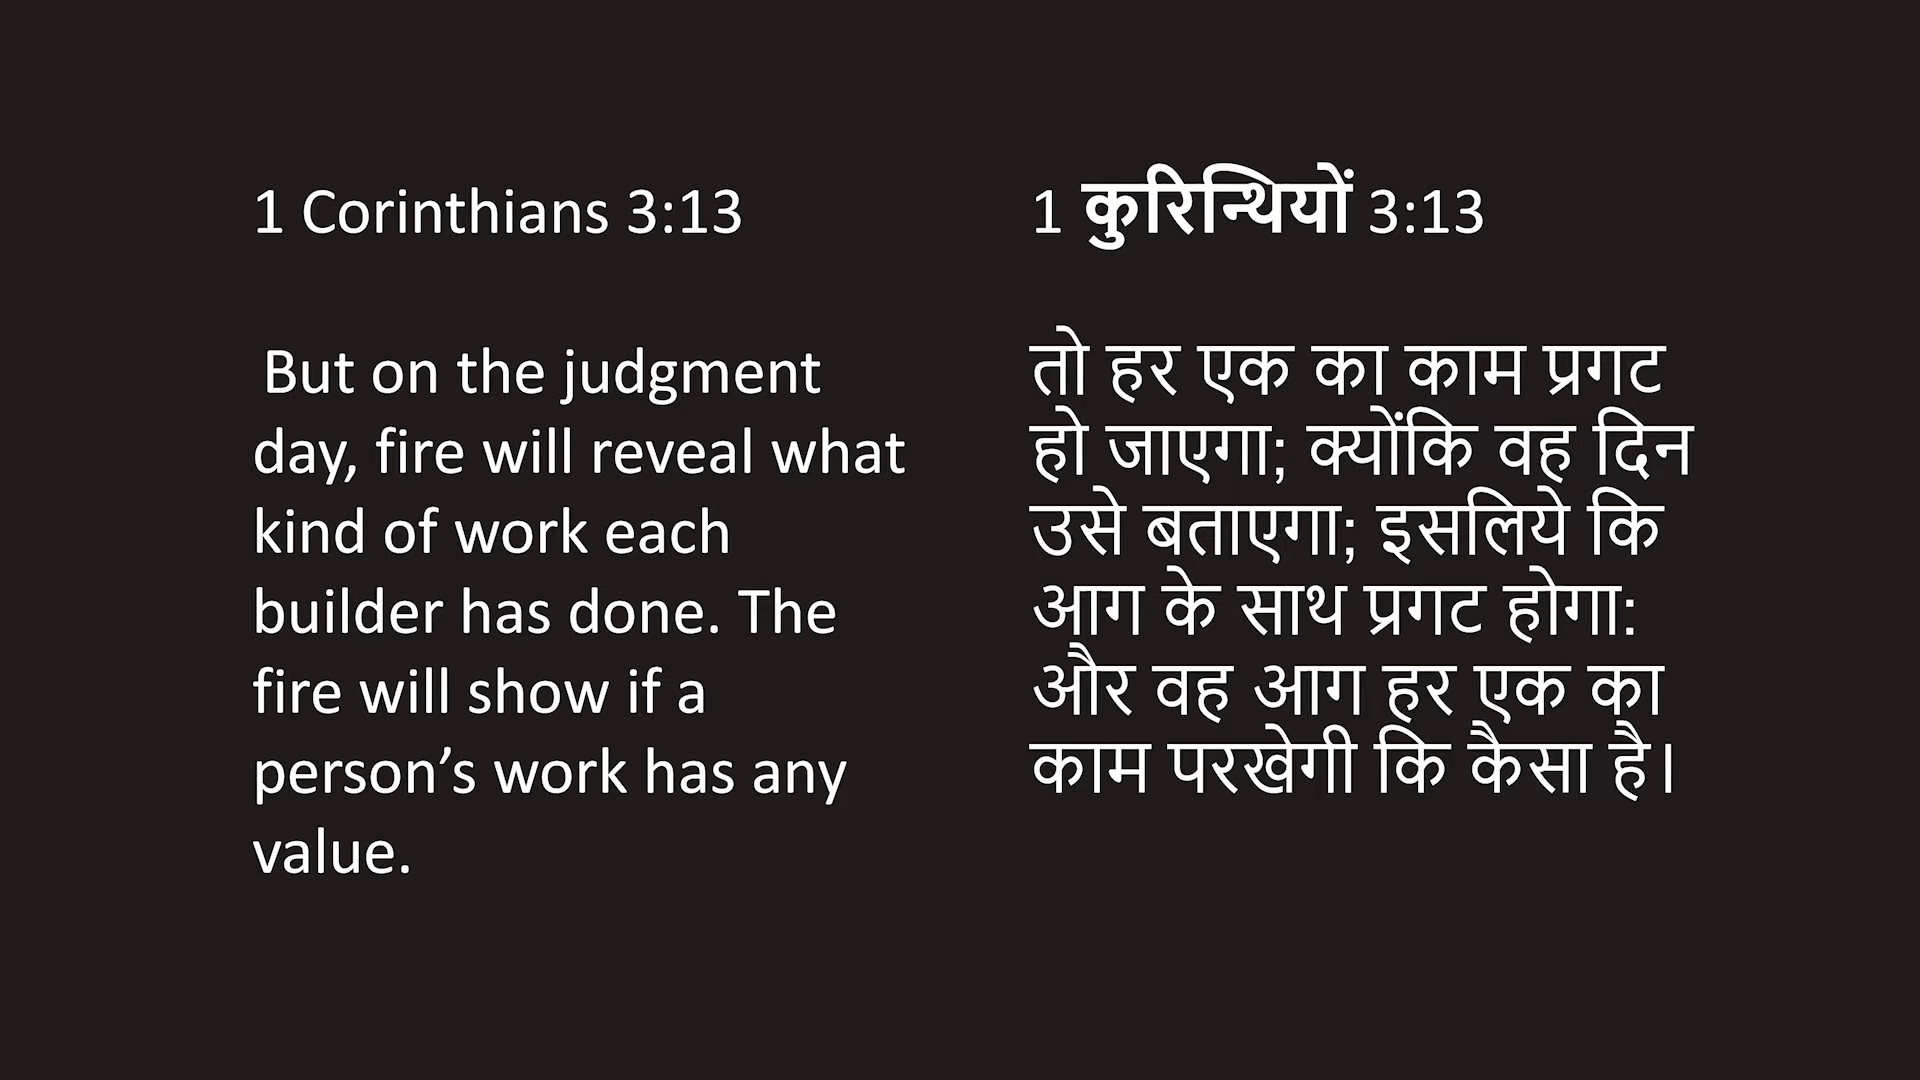 1 Corinthians 3:13
But on the judgment
day, fire will reveal what
kind of work each
builder has done. The
fire will show if a
person’s work has any
value.
1 कुरिन्थियों 3:13
तो हर एक का काम प्रगट
हो जाएगा; क्योंकि वह दिन
उसे बताएगा; इसलिये कि
आग के साथ प्रगट होगा:
और वह आग हर एक का
काम परखेगी कि कैसा है।